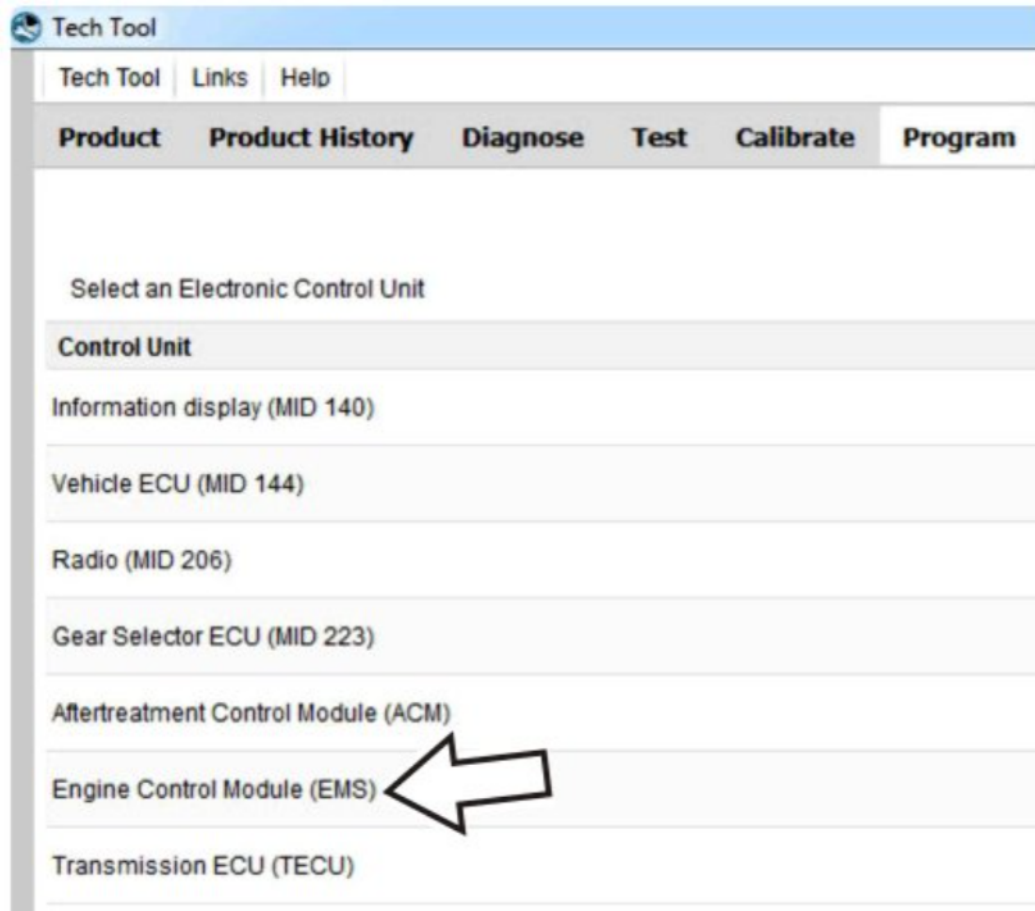 Tech Tool
Tech Tool Links Help
Product Product History Diagnose Test Calibrate Program
Select an Electronic Control Unit
Control Unit
Information display (MID 140)
Vehicle ECU (MID 144)
Radio (MID 206)
Gear Selector ECU (MID 223)
Aftertreatment Control Module (ACM)
Engine Control Module (EMS)
Transmission ECU (TECU)